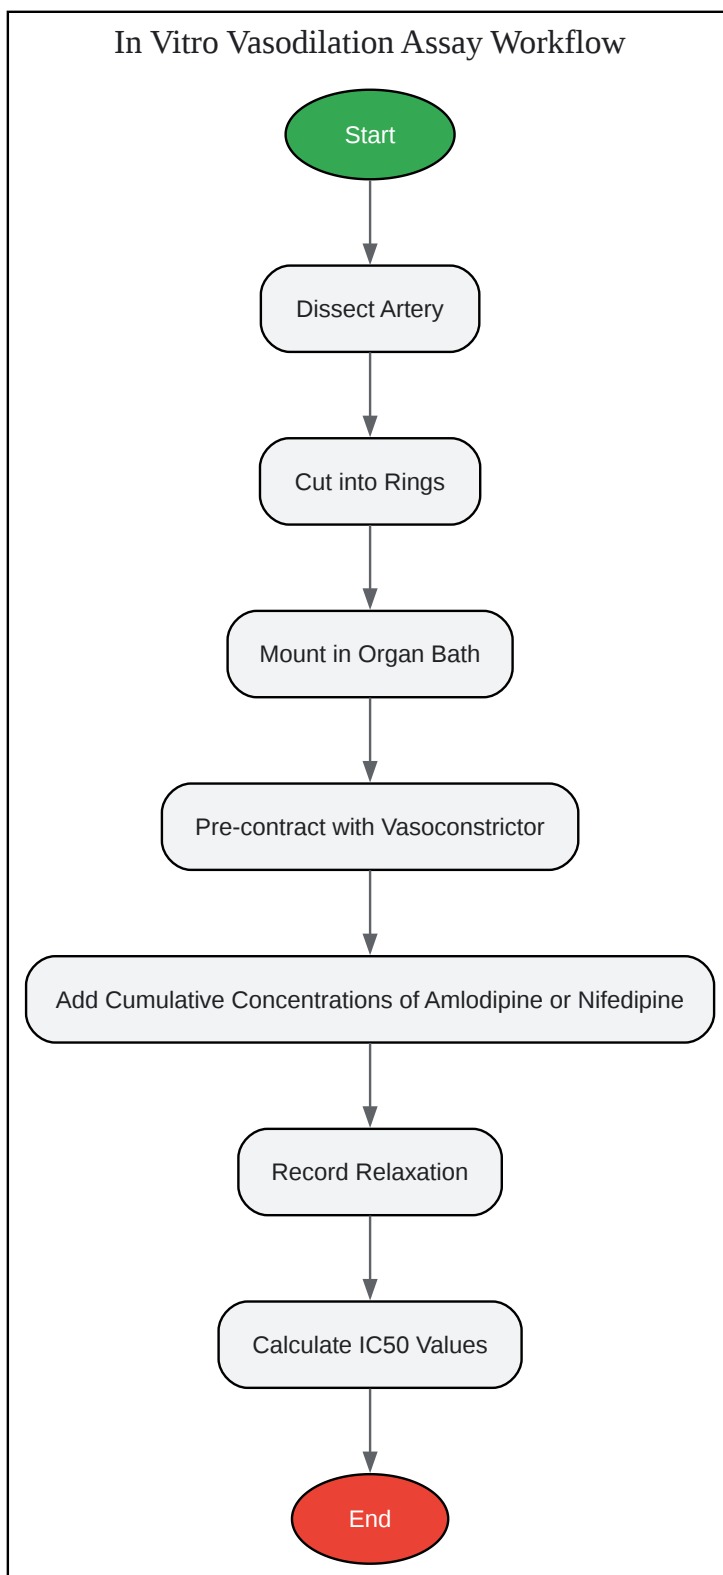 In Vitro Vasodilation Assay Workflow
Start
Dissect Artery
Cut into Rings
Mount in Organ Bath
Pre-contract with Vasoconstrictor
Add Cumulative Concentrations of Amlodipine or Nifedipine
Record Relaxation
Calculate IC50 Values
End